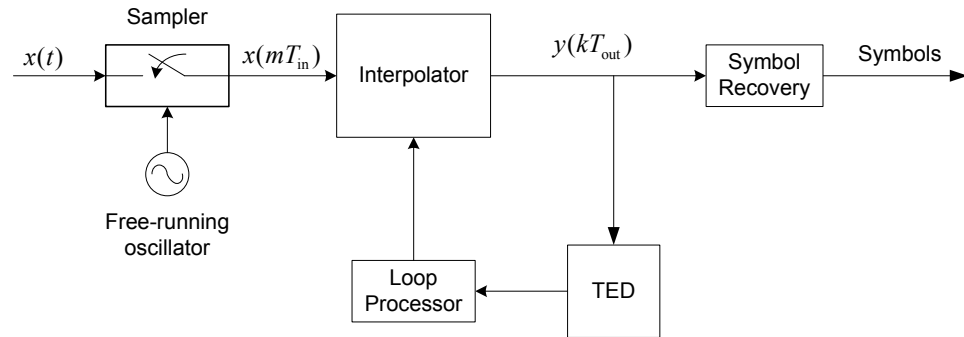 Sampler
x(t)
x(mT_in)
Interpolator
y(kT_out)
Symbol
Recovery
Symbols
Free-running
oscillator
Loop
Processor
TED